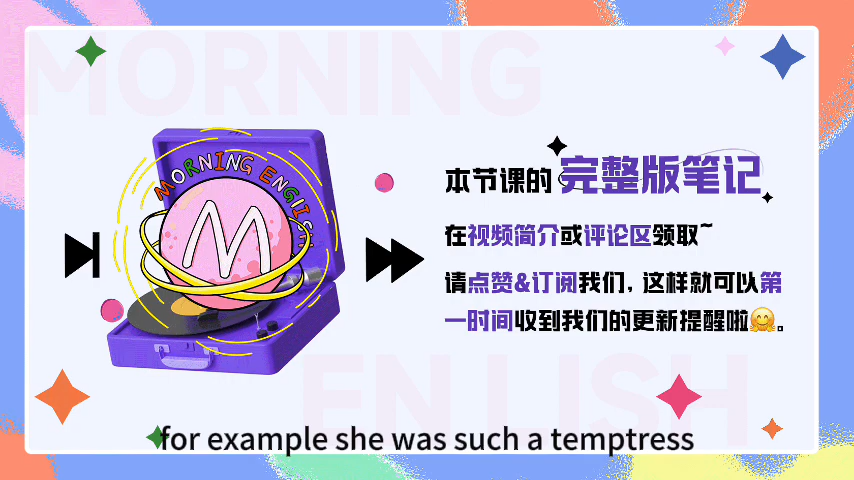 MORNING
MORNING ENGlISH
M
本节课的 完整版笔记
在视频简介或评论区领取~
请点赞&订阅我们, 这样就可以第
一时间收到我们的更新提醒啦🤗。
EN LISH
for example she was such a temptress